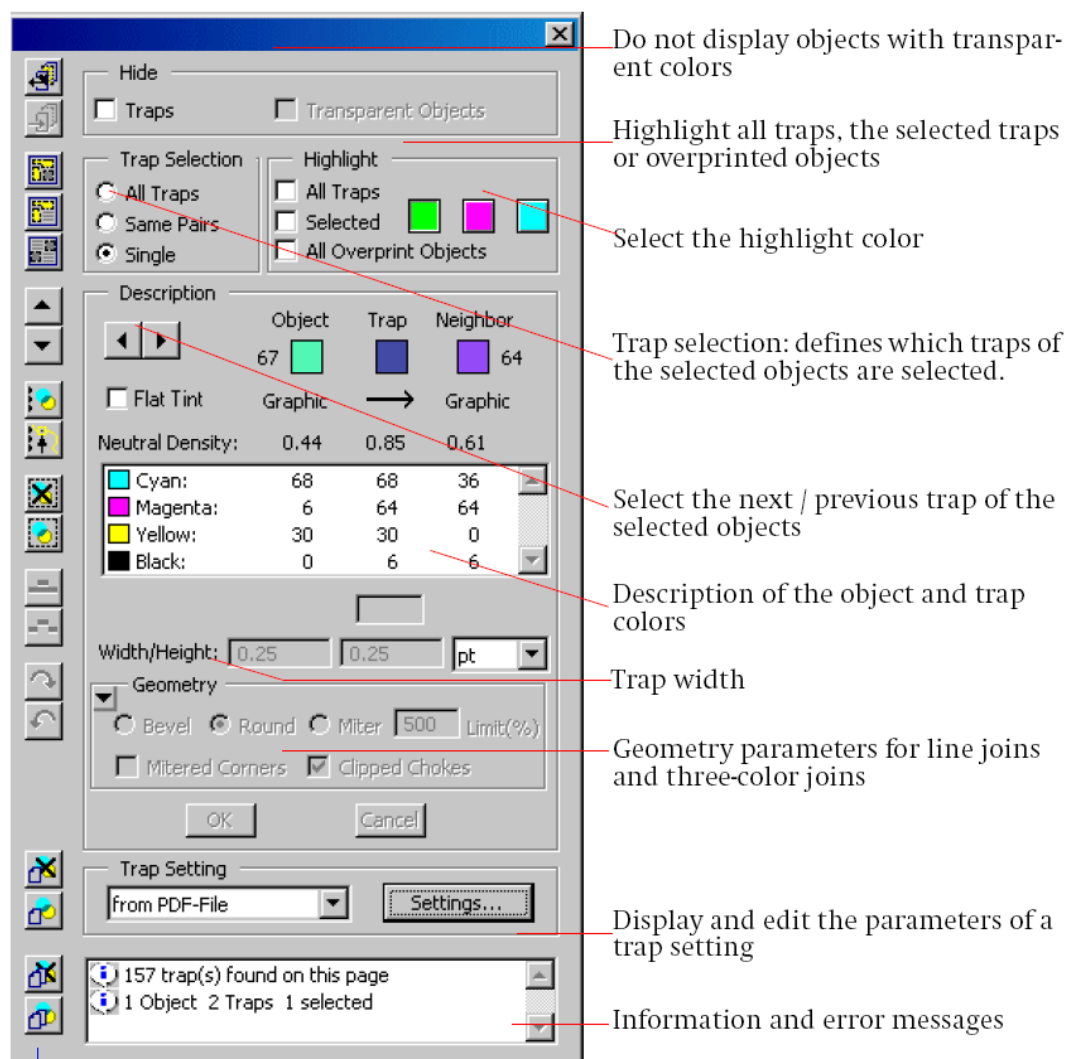 Hide
Traps Transparent Objects
Trap Selection
All Traps
Same Pairs
Single
Highlight
All Traps
Selected
All Overprint Objects
Description
Object Trap Neighbor
67 64
Flat Tint Graphic Graphic
Neutral Density: 0.44 0.85 0.61
Cyan: 68 68 36
Magenta: 6 64 64
Yellow: 30 30 0
Black: 0 6 6
Width/Height: 0.25 0.25 pt
Geometry
Bevel Round Miter 500 Limit(%)
Mitered Corners Clipped Chokes
OK Cancel
Trap Setting
from PDF-File Settings...
157 trap(s) found on this page
1 Object 2 Traps 1 selected
Do not display objects with transpar-
ent colors
Highlight all traps, the selected traps
or overprinted objects
Select the highlight color
Trap selection: defines which traps of
the selected objects are selected.
Select the next / previous trap of the
selected objects
Description of the object and trap
colors
Trap width
Geometry parameters for line joins
and three-color joins
Display and edit the parameters of a
trap setting
Information and error messages